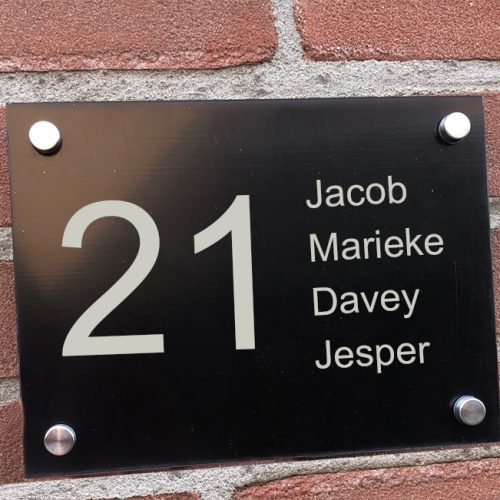 21
Jacob
Marieke
Davey
Jesper